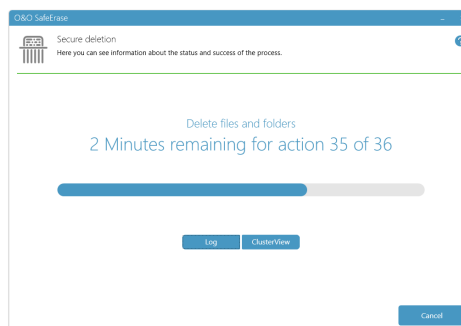 O&O SafeErase
Secure deletion
Here you can see information about the status and success of the process.
Delete files and folders
2 Minutes remaining for action 35 of 36
Log
ClusterView
Cancel